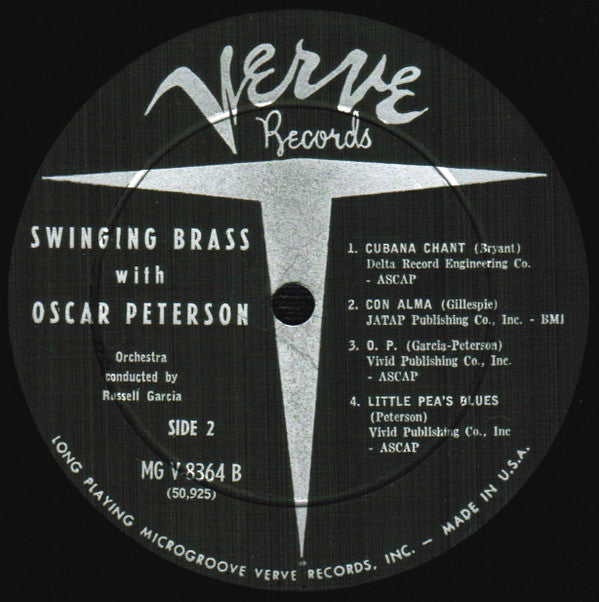 Verve
Records
SWINGING BRASS
with
OSCAR PETERSON
Orchestra
conducted by
Russell Garcia
SIDE 2
MG V 8364 B
(50,925)
1. CUBANA CHANT (Bryant)
Delta Record Engineering Co.
- ASCAP
2. CON ALMA (Gillespie)
JATAP Publishing Co., Inc. - BMI
3. O. P. (Garcia-Peterson)
Vivid Publishing Co., Inc.
- ASCAP
4. LITTLE PEA'S BLUES
(Peterson)
Vivid Publishing Co., Inc
- ASCAP
LONG PLAYING MICROGROOVE VERVE RECORDS, INC. — MADE IN U.S.A.